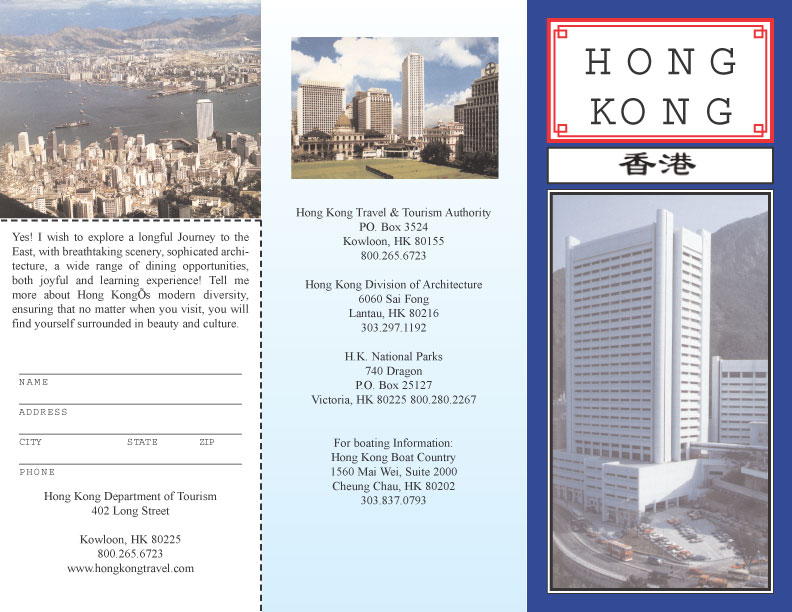 Yes! I wish to explore a longful Journey to the
East, with breathtaking scenery, sophicated archi-
tecture, a wide range of dining opportunities,
both joyful and learning experience! Tell me
more about Hong KongÕs modern diversity,
ensuring that no matter when you visit, you will
find yourself surrounded in beauty and culture.
NAME
ADDRESS
CITY STATE ZIP
PHONE
Hong Kong Department of Tourism
402 Long Street
Kowloon, HK 80225
800.265.6723
www.hongkongtravel.com
Hong Kong Travel & Tourism Authority
PO. Box 3524
Kowloon, HK 80155
800.265.6723
Hong Kong Division of Architecture
6060 Sai Fong
Lantau, HK 80216
303.297.1192
H.K. National Parks
740 Dragon
P.O. Box 25127
Victoria, HK 80225 800.280.2267
For boating Information:
Hong Kong Boat Country
1560 Mai Wei, Suite 2000
Cheung Chau, HK 80202
303.837.0793
HONG
KONG
香港